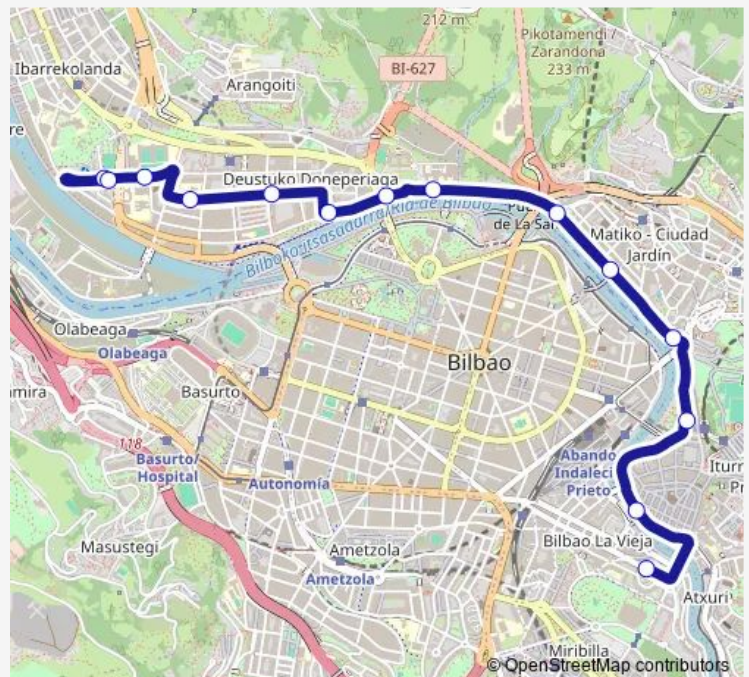 212 m
Pikotamendi /
Zarandona
233 m
Ibarrekolanda
BI-627
Arangoiti
Deustuko Doneperiaga
Bilboko itsasadarra/Ría de Bilbao
de La Sal
Matiko - Ciudad
Jardín
Olabeaga
Olabeaga
Bilbao
Basurto
118
Basurto/
Hospital
Autonomía
Abando
Indaleci
Prieto
Iturr
Masustegi
Ametzola
Ametzola
Bilbao La Vieja
Atxuri
Miribilla
© OpenStreetMap contributors